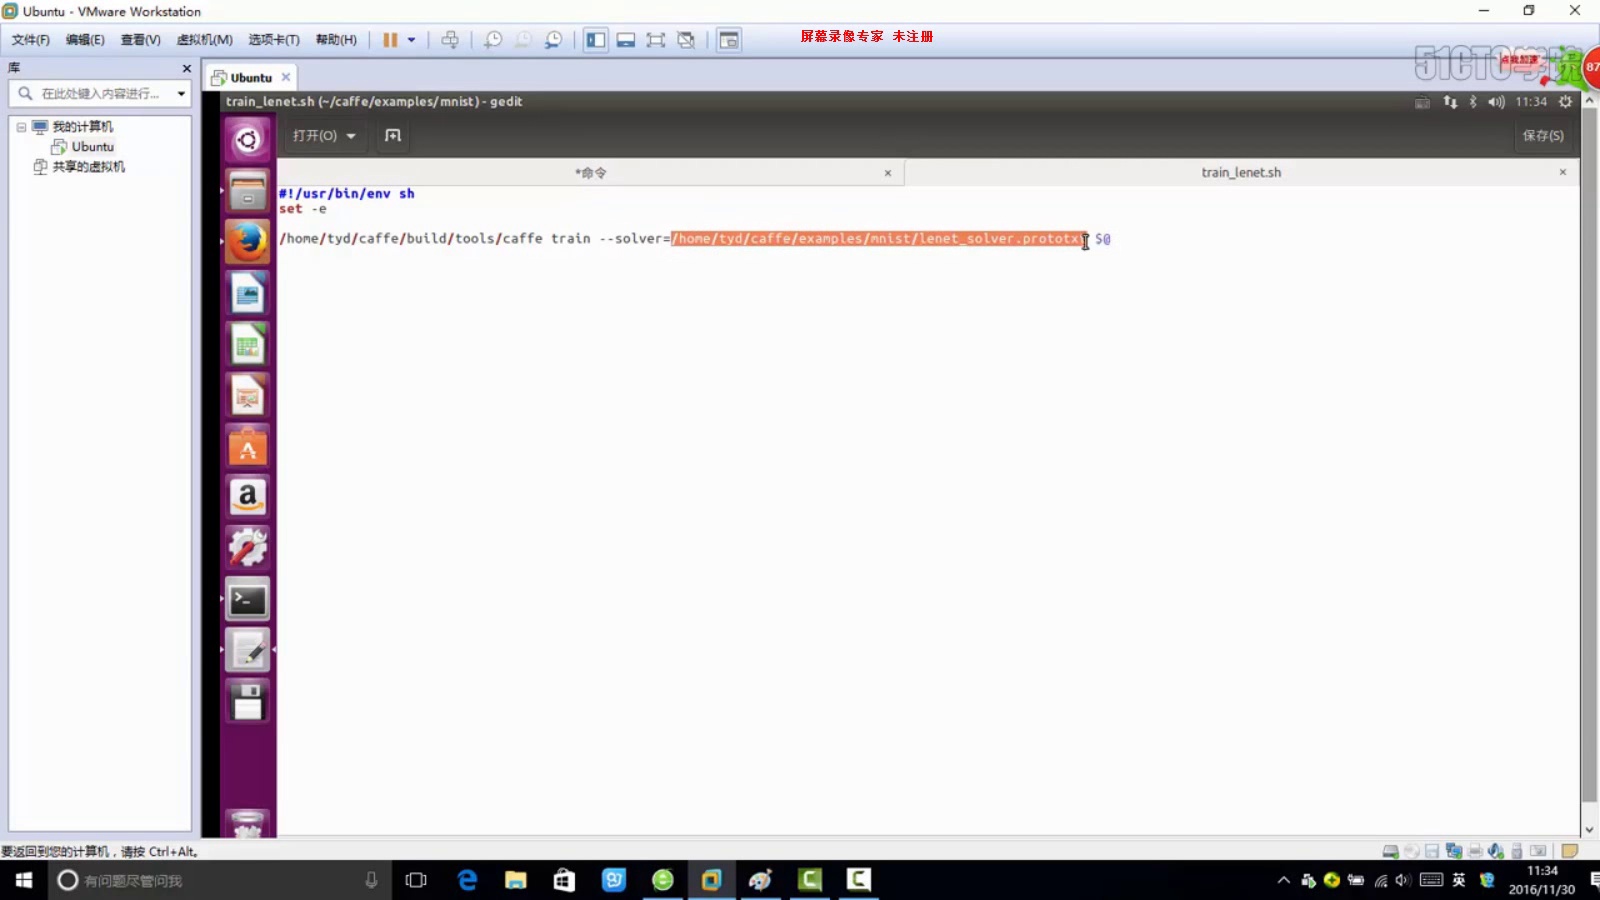 Ubuntu - VMware Workstation
文件(F) 编辑(E) 查看(V) 虚拟机(M) 选项卡(T) 帮助(H)
屏幕录像专家 未注册
51CTO学院
点我加速
87
库
Ubuntu
在此处键入内容进行...
我的计算机
Ubuntu
共享的虚拟机
train_lenet.sh (~/caffe/examples/mnist) - gedit
11:34
打开(O)
保存(S)
*命令
train_lenet.sh
#!/usr/bin/env sh
set -e
/home/tyd/caffe/build/tools/caffe train --solver=/home/tyd/caffe/examples/mnist/lenet_solver.prototxt $@
要返回到您的计算机，请按 Ctrl+Alt。
有问题尽管问我
英
11:34
2016/11/30